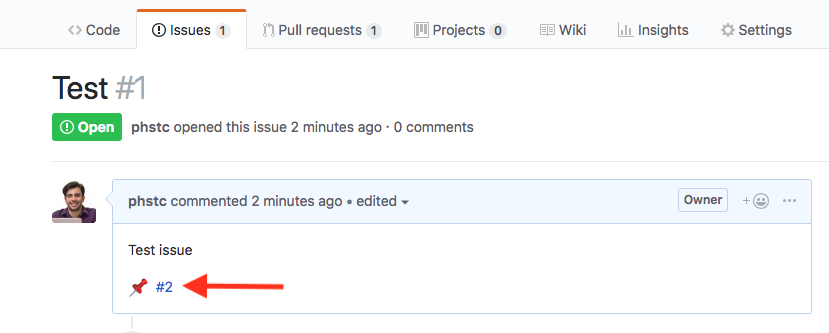 Code Issues 1 Pull requests 1 Projects 0 Wiki Insights Settings
Test #1
Open phstc opened this issue 2 minutes ago · 0 comments
phstc commented 2 minutes ago • edited Owner +
Test issue
#2